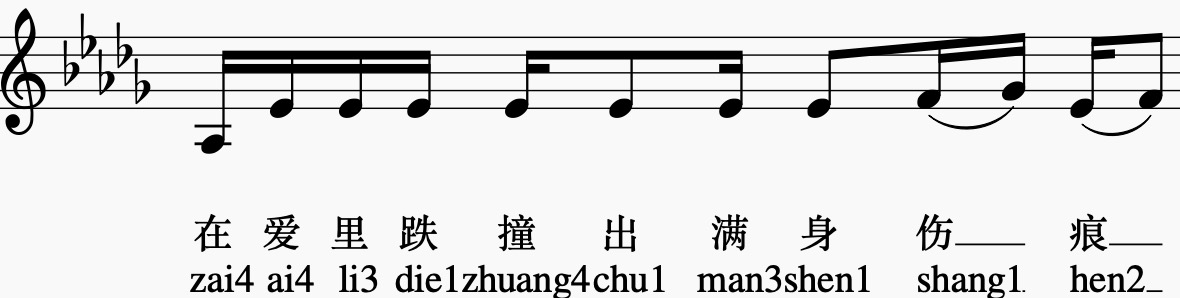 在 爱 里 跌 撞 出 满 身 伤 痕
zai4 ai4 li3 die1 zhuang4 chu1 man3 shen1 shang1 hen2